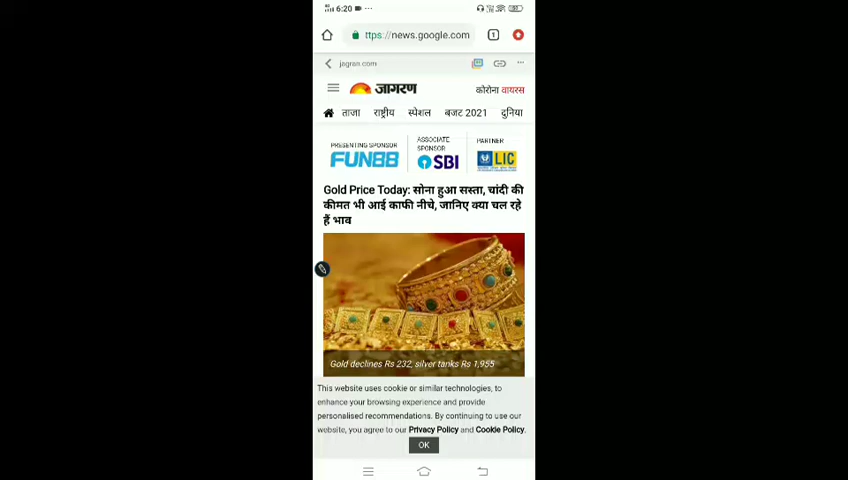 6:20
ttps://news.google.com
1
jagran.com
जागरण
कोरोना वायरस
ताजा राष्ट्रीय स्पेशल बजट 2021 दुनिया
PRESENTING SPONSOR
FUN88
ASSOCIATE
SPONSOR
SBI
PARTNER
LIC
Gold Price Today: सोना हुआ सस्ता, चांदी की
कीमत भी आई काफी नीचे, जानिए क्या चल रहे
हैं भाव
Gold declines Rs 232, silver tanks Rs 1,955
This website uses cookie or similar technologies, to
enhance your browsing experience and provide
personalised recommendations. By continuing to use our
website, you agree to our Privacy Policy and Cookie Policy.
OK